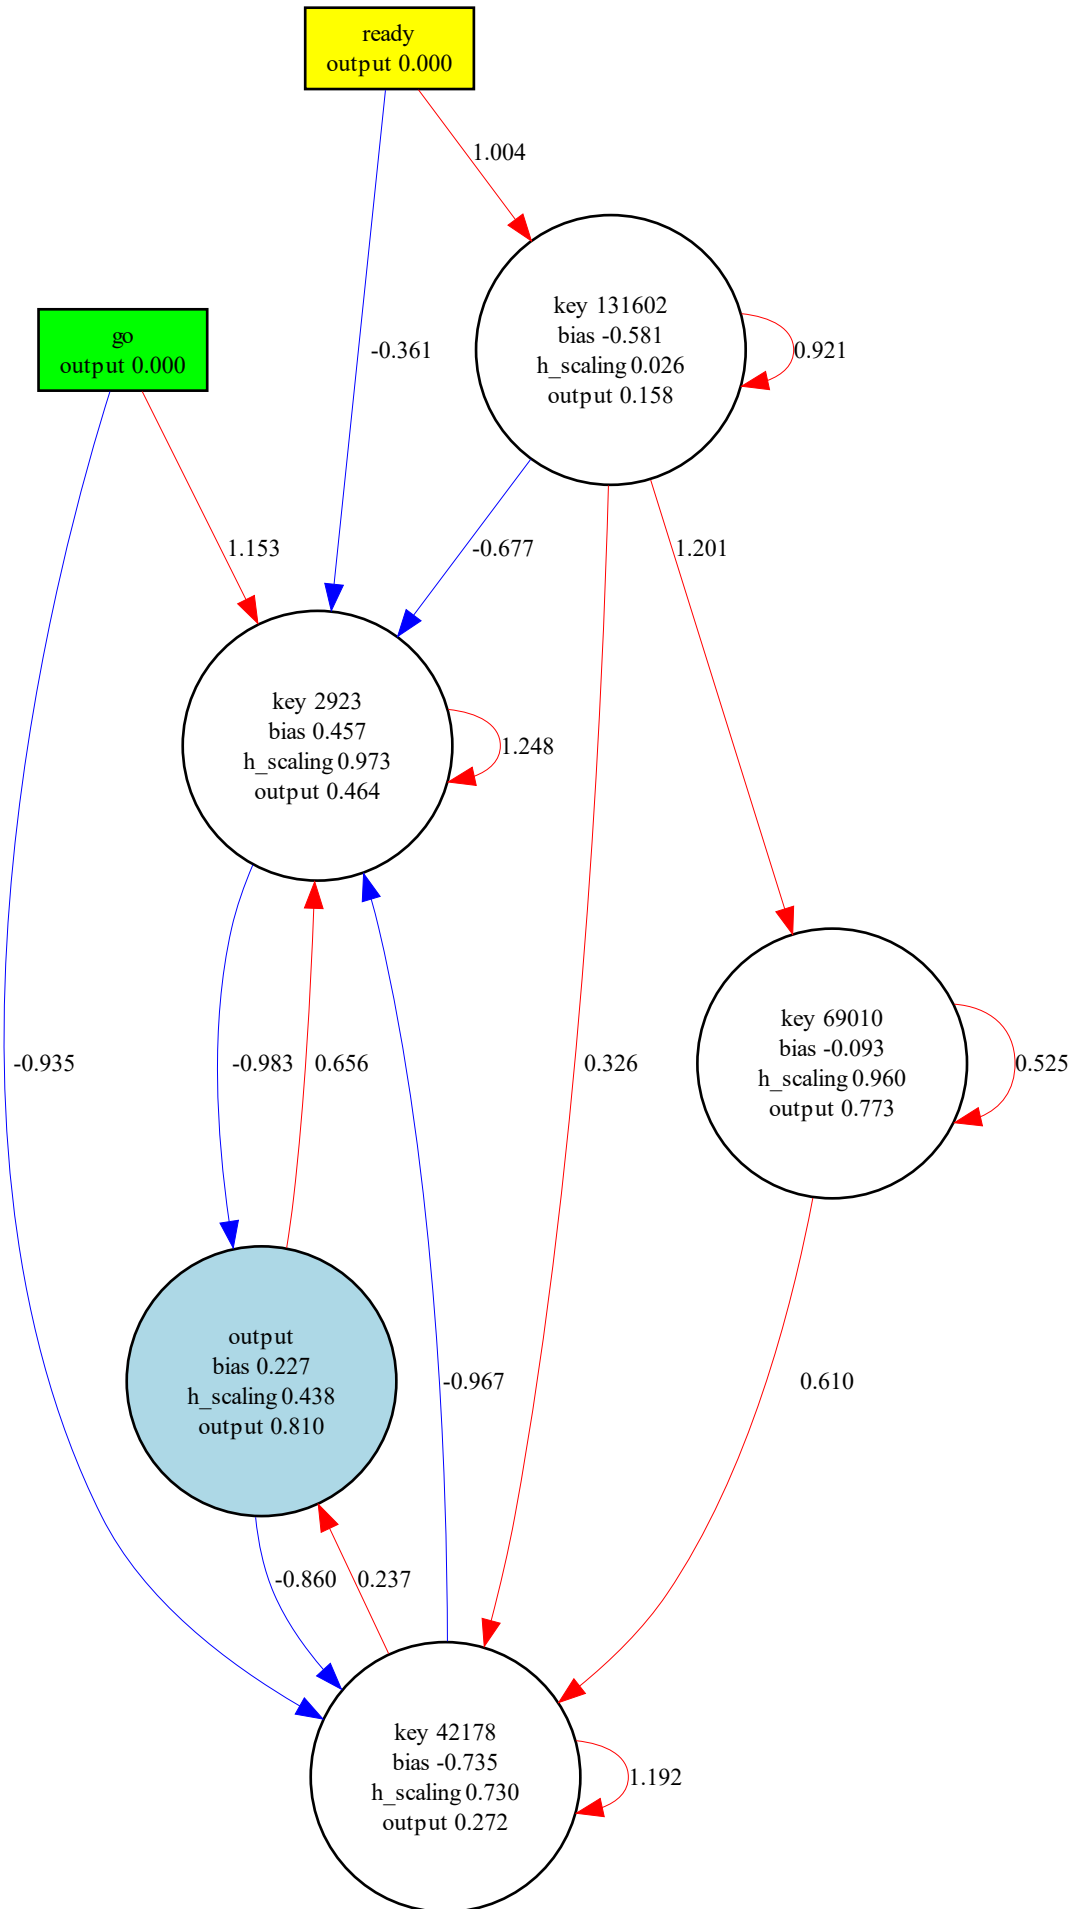 ready
output 0.000
1.004
key 131602
bias -0.581
h_scaling 0.026
output 0.158
0.921
go
output 0.000
-0.361
1.153
-0.677
1.201
key 2923
bias 0.457
h_scaling 0.973
output 0.464
1.248
key 69010
bias -0.093
h_scaling 0.960
output 0.773
0.525
-0.935
-0.983
0.656
0.326
output
bias 0.227
h_scaling 0.438
output 0.810
-0.967
0.610
-0.860
0.237
key 42178
bias -0.735
h_scaling 0.730
output 0.272
1.192